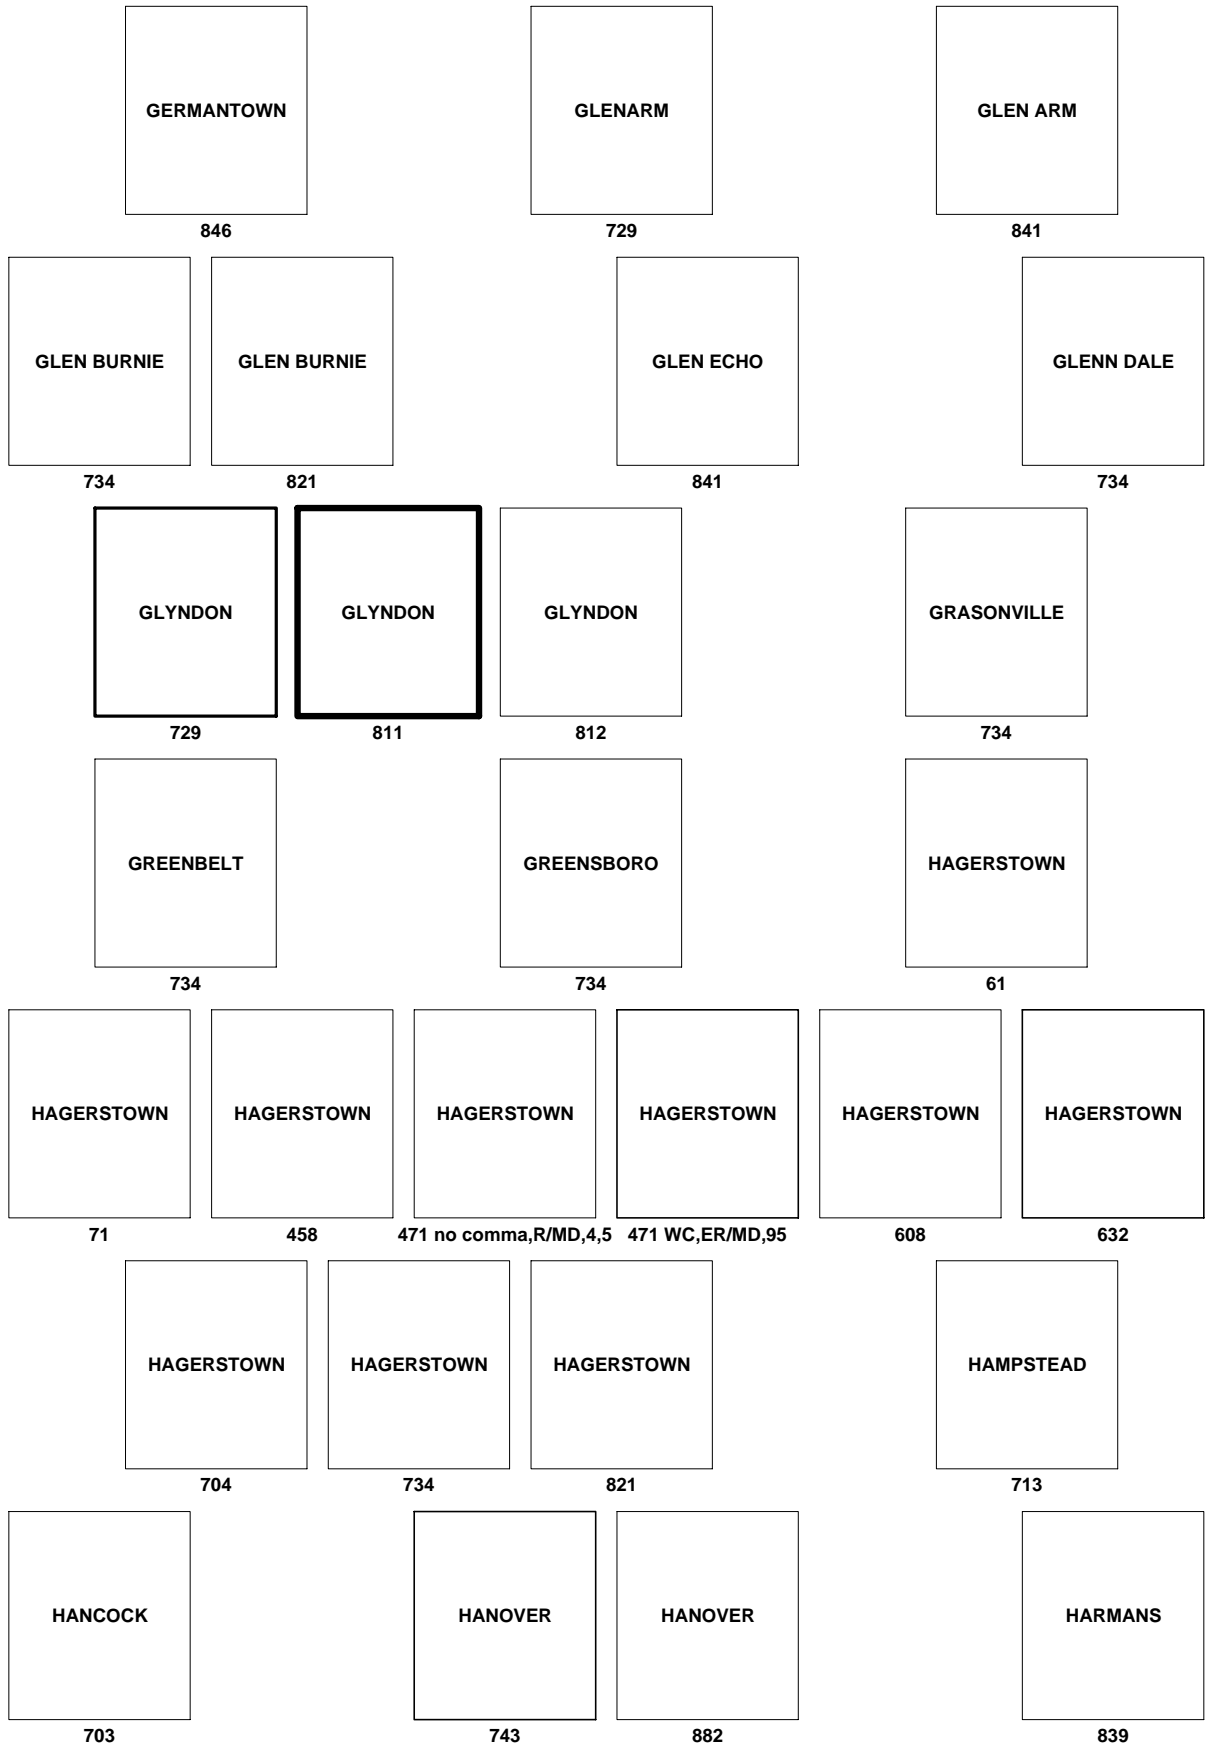 GERMANTOWN GLENARM GLEN ARM
846 729 841
GLEN BURNIE GLEN BURNIE GLEN ECHO GLENN DALE
734 821 841 734
GLYNDON GLYNDON GLYNDON GRASONVILLE
729 811 812 734
GREENBELT GREENSBORO HAGERSTOWN
734 734 61
HAGERSTOWN HAGERSTOWN HAGERSTOWN HAGERSTOWN HAGERSTOWN HAGERSTOWN
71 458 471 no comma,R/MD,4,5 471 WC,ER/MD,95 608 632
HAGERSTOWN HAGERSTOWN HAGERSTOWN HAMPSTEAD
704 734 821 713
HANCOCK HANOVER HANOVER HARMANS
703 743 882 839